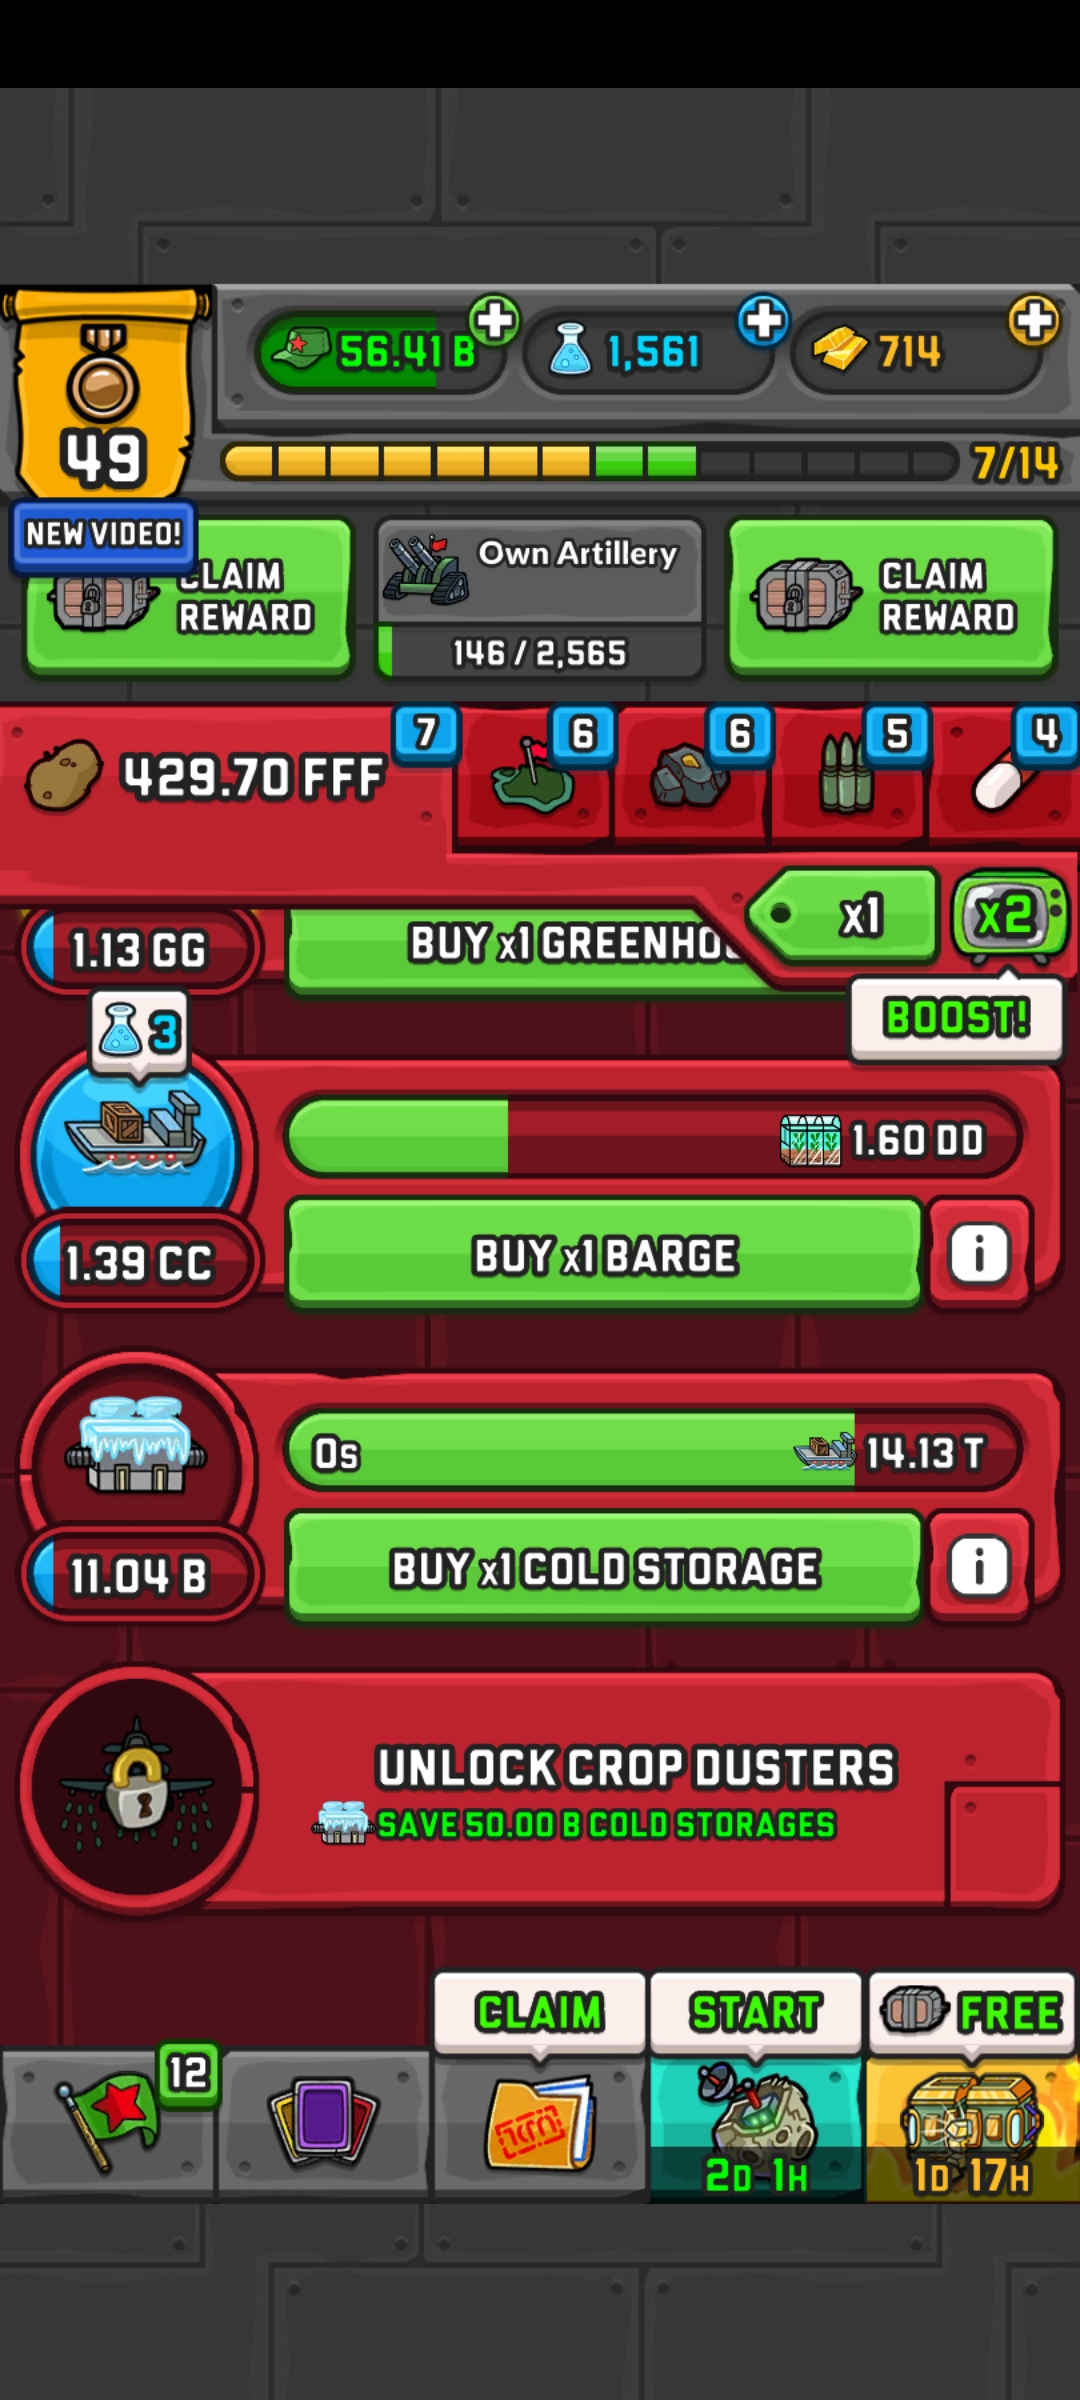 56.41 B
1,561
714
49
7/14
NEW VIDEO!
CLAIM
REWARD
Own Artillery
146 / 2,565
CLAIM
REWARD
429.70 FFF
7
6
6
5
4
x1
x2
BOOST!
1.13 GG
BUY x1 GREENHO
3
1.60 DD
1.39 CC
BUY x1 BARGE
i
0s
14.13 T
11.04 B
BUY x1 COLD STORAGE
i
UNLOCK CROP DUSTERS
SAVE 50.00 B COLD STORAGES
CLAIM
START
FREE
12
2D 1H
1D 17H